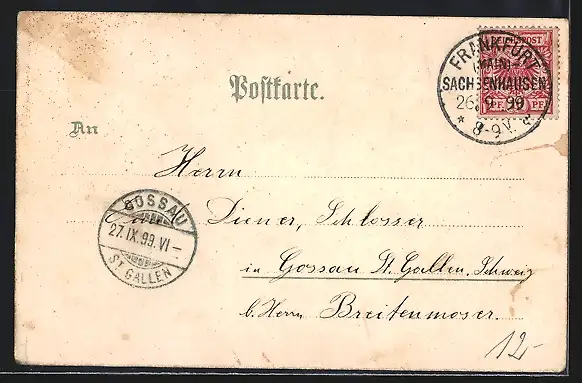 REICHSPOST
FRANKFURT
(MAIN)
SACHSENHAUSEN
26. 9. 99
* 8-9V. *
PF. PF.
Postkarte.
An
Herrn
GOSSAU
27.IX.99.VI-
ST. GALLEN
Diener, Schlosser
in Gossau St. Gallen, Schweiz
b. Herrn Breitenmoser.
12.-